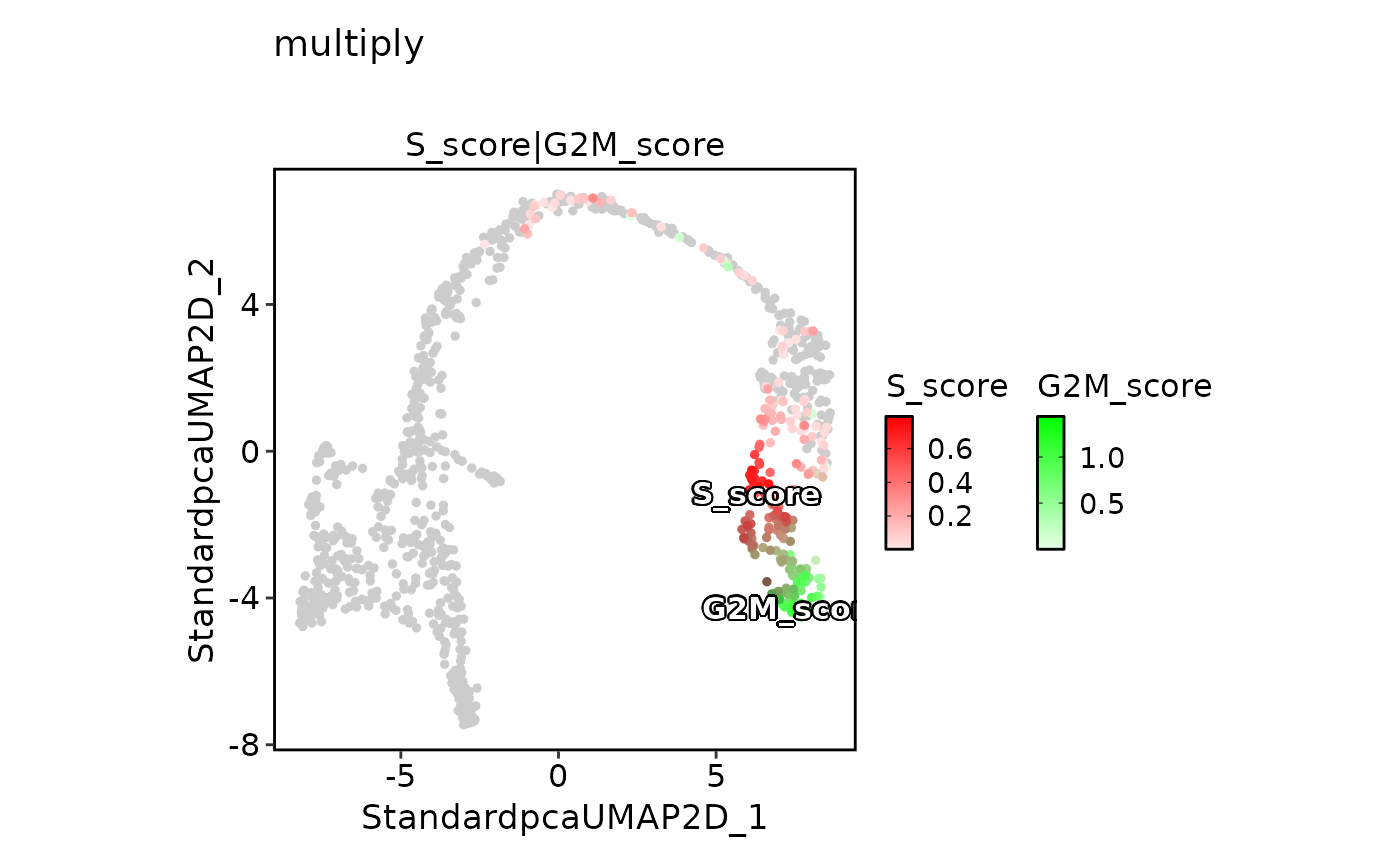 multiply
S_score|G2M_score
StandardpcaUMAP2D_2
4
0
-4
-8
S_score
G2M_scor
-5 0 5
StandardpcaUMAP2D_1
S_score G2M_score
0.6
0.4
0.2
1.0
0.5